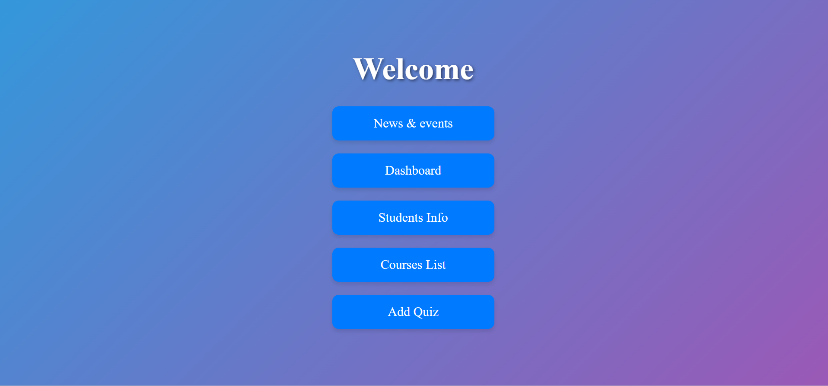 Welcome
News & events
Dashboard
Students Info
Courses List
Add Quiz